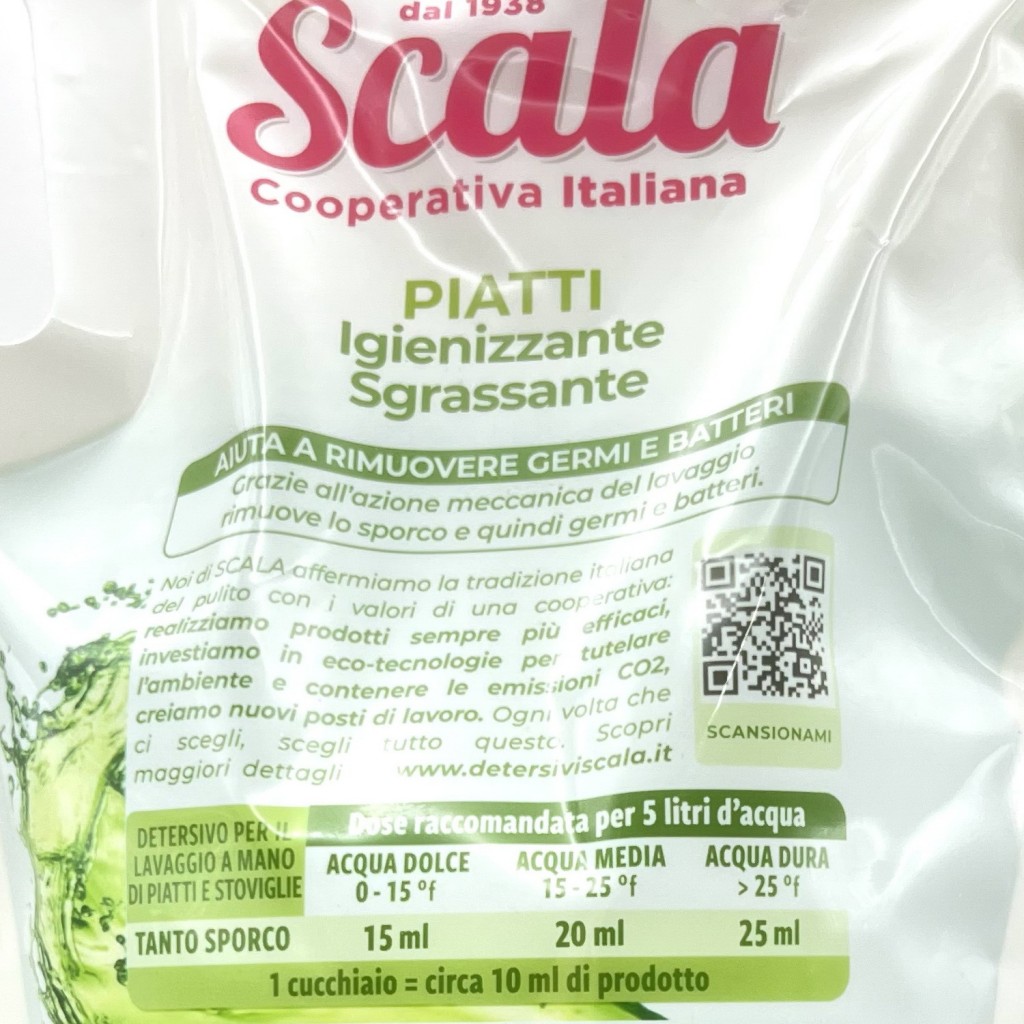 dal 1938
Scala
Cooperativa Italiana
PIATTI
Igienizzante
Sgrassante
AIUTA A RIMUOVERE GERMI E BATTERI
Grazie all'azione meccanica del lavaggio
rimuove lo sporco e quindi germi e batteri.
Noi di SCALA affermiamo la tradizione italiana
del pulito con i valori di una cooperativa:
realizziamo prodotti sempre più efficaci,
investiamo in eco-tecnologie per tutelare
l'ambiente e contenere le emissioni CO2,
creiamo nuovi posti di lavoro. Ogni volta che
ci scegli, scegli tutto questo. Scopri
maggiori dettagli www.detersiviscala.it
SCANSIONAMI
DETERSIVO PER IL
LAVAGGIO A MANO
DI PIATTI E STOVIGLIE
Dose raccomandata per 5 litri d'acqua
ACQUA DOLCE
0 - 15 °f
ACQUA MEDIA
15 - 25 °f
ACQUA DURA
> 25 °f
TANTO SPORCO 15 ml 20 ml 25 ml
1 cucchiaio = circa 10 ml di prodotto